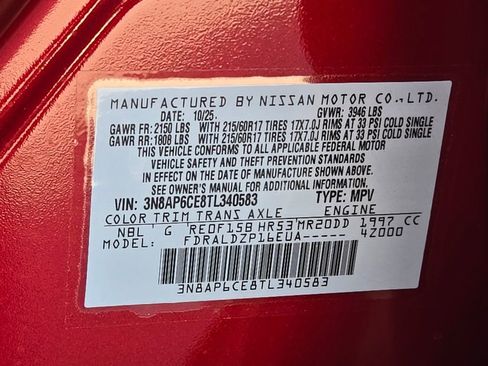 MANUFACTURED BY NISSAN MOTOR CO.,LTD.
DATE: 10/25 GVWR: 3946 LBS
GAWR FR: 2150 LBS WITH 215/60R17 TIRES 17X7.0J RIMS AT 33 PSI COLD SINGLE
GAWR RR: 1808 LBS WITH 215/60R17 TIRES 17X7.0J RIMS AT 33 PSI COLD SINGLE
THIS VEHICLE CONFORMS TO ALL APPLICABLE FEDERAL MOTOR
VEHICLE SAFETY AND THEFT PREVENTION STANDARDS
IN EFFECT ON THE DATE OF MANUFACTURE SHOWN ABOVE.
SEE OWNER'S MANUAL FOR ADDITIONAL INFORMATION.
VIN: 3N8AP6CE8TL340583 TYPE: MPV
COLOR TRIM TRANS AXLE ENGINE
NBL G RE0F15B HR53 MR20DD 1997 CC
MODEL: FDRALDZP16EUA- 4Z000
3N8AP6CE8TL340583